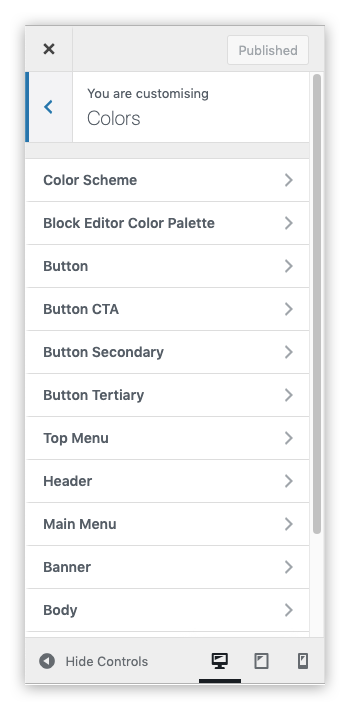 Published
You are customising
Colors
Color Scheme
Block Editor Color Palette
Button
Button CTA
Button Secondary
Button Tertiary
Top Menu
Header
Main Menu
Banner
Body
Hide Controls